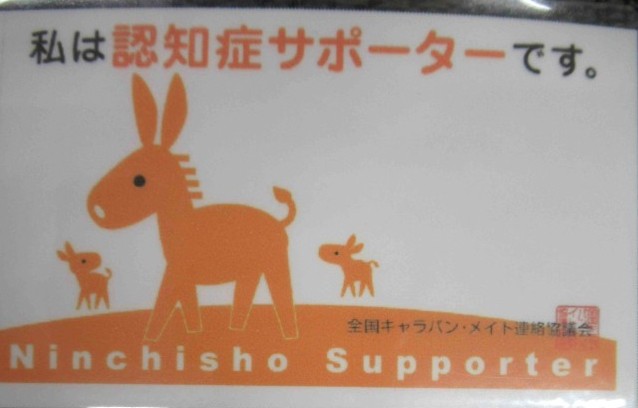 私は認知症サポーターです。
全国キャラバン・メイト連絡協議会
Ninchisho Supporter